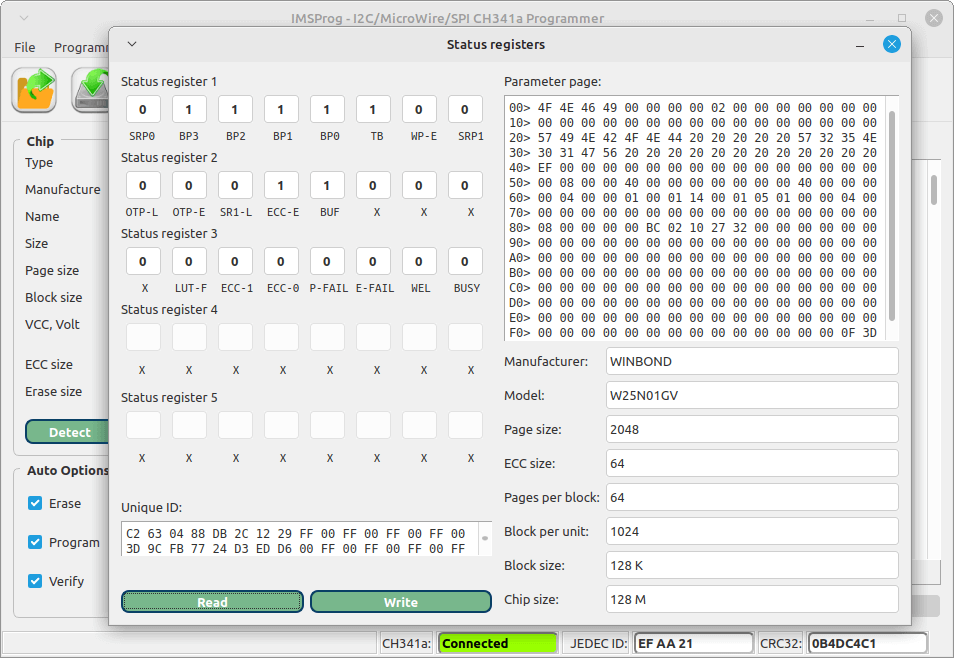 IMSProg - I2C/MicroWire/SPI CH341a Programmer
File Programm
Status registers
Chip
Type
Manufacture
Name
Size
Page size
Block size
VCC, Volt
ECC size
Erase size
Detect
Auto Options
Erase
Program
Verify
Status register 1
0 1 1 1 1 1 0 0
SRP0 BP3 BP2 BP1 BP0 TB WP-E SRP1
Status register 2
0 0 0 1 1 0 0 0
OTP-L OTP-E SR1-L ECC-E BUF X X X
Status register 3
0 0 0 0 0 0 0 0
X LUT-F ECC-1 ECC-0 P-FAIL E-FAIL WEL BUSY
Status register 4
X X X X X X X X
Status register 5
X X X X X X X X
Unique ID:
C2 63 04 88 DB 2C 12 29 FF 00 FF 00 FF 00 FF 00
3D 9C FB 77 24 D3 ED D6 00 FF 00 FF 00 FF 00 FF
Read Write
Parameter page:
00> 4F 4E 46 49 00 00 00 00 02 00 00 00 00 00 00 00
10> 00 00 00 00 00 00 00 00 00 00 00 00 00 00 00 00
20> 57 49 4E 42 4F 4E 44 20 20 20 20 20 57 32 35 4E
30> 30 31 47 56 20 20 20 20 20 20 20 20 20 20 20 20
40> EF 00 00 00 00 00 00 00 00 00 00 00 00 00 00 00
50> 00 08 00 00 40 00 00 00 00 00 00 00 40 00 00 00
60> 00 04 00 00 01 00 01 14 00 01 05 01 00 00 04 00
70> 00 00 00 00 00 00 00 00 00 00 00 00 00 00 00 00
80> 08 00 00 00 00 BC 02 10 27 32 00 00 00 00 00 00
90> 00 00 00 00 00 00 00 00 00 00 00 00 00 00 00 00
A0> 00 00 00 00 00 00 00 00 00 00 00 00 00 00 00 00
B0> 00 00 00 00 00 00 00 00 00 00 00 00 00 00 00 00
C0> 00 00 00 00 00 00 00 00 00 00 00 00 00 00 00 00
D0> 00 00 00 00 00 00 00 00 00 00 00 00 00 00 00 00
E0> 00 00 00 00 00 00 00 00 00 00 00 00 00 00 00 00
F0> 00 00 00 00 00 00 00 00 00 00 00 00 00 00 0F 3D
Manufacturer: WINBOND
Model: W25N01GV
Page size: 2048
ECC size: 64
Pages per block: 64
Block per unit: 1024
Block size: 128 K
Chip size: 128 M
CH341a: Connected JEDEC ID: EF AA 21 CRC32: 0B4DC4C1